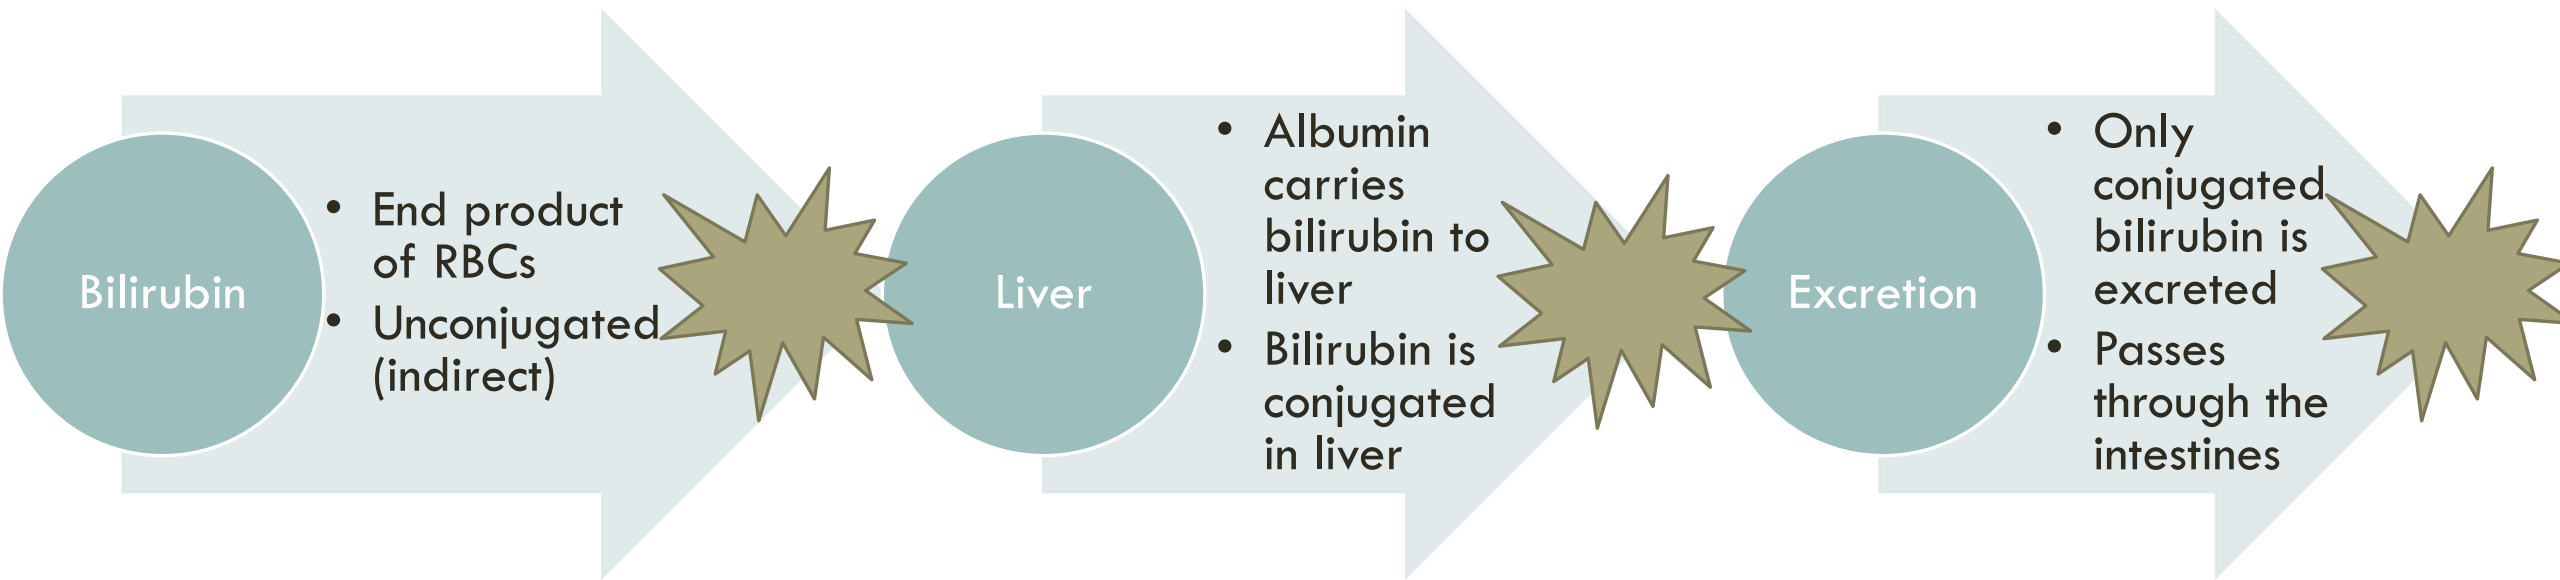 Bilirubin
• End product
of RBCs
• Unconjugated
(indirect)
Liver
• Albumin
carries
bilirubin to
liver
• Bilirubin is
conjugated
in liver
Excretion
• Only
conjugated
bilirubin is
excreted
• Passes
through the
intestines